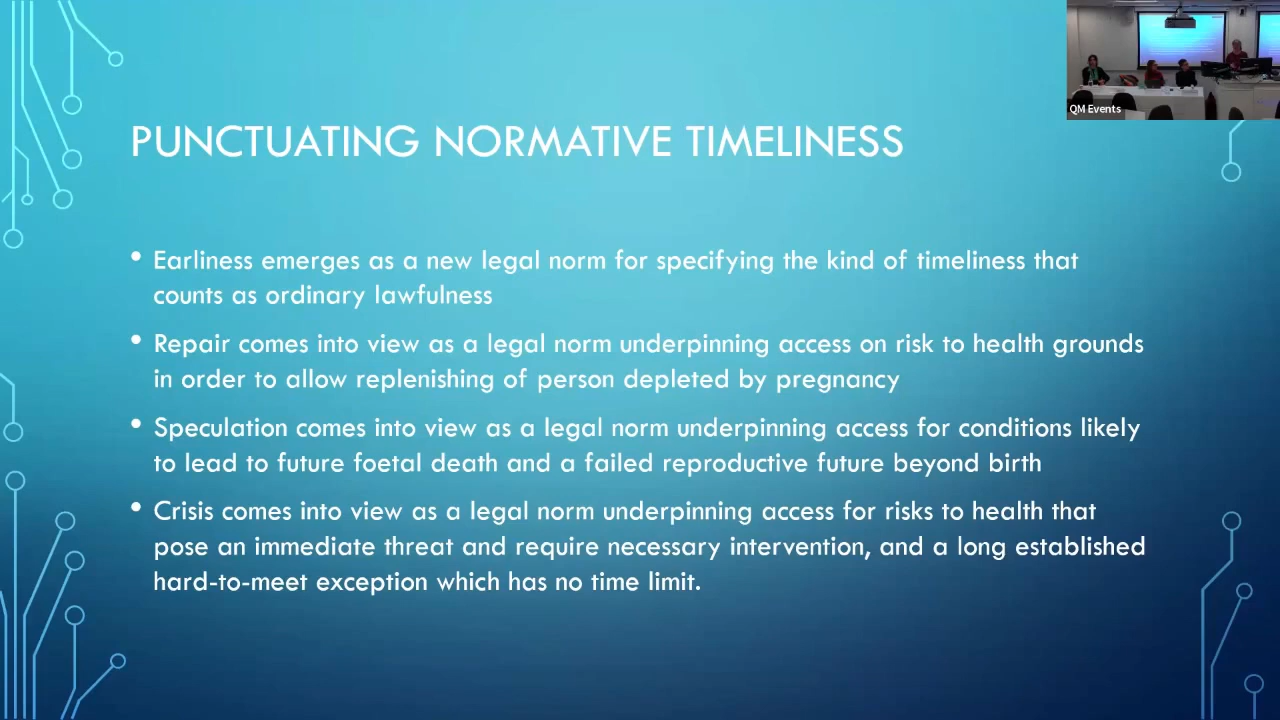 QM Events
PUNCTUATING NORMATIVE TIMELINESS
• Earliness emerges as a new legal norm for specifying the kind of timeliness that
counts as ordinary lawfulness
• Repair comes into view as a legal norm underpinning access on risk to health grounds
in order to allow replenishing of person depleted by pregnancy
• Speculation comes into view as a legal norm underpinning access for conditions likely
to lead to future foetal death and a failed reproductive future beyond birth
• Crisis comes into view as a legal norm underpinning access for risks to health that
pose an immediate threat and require necessary intervention, and a long established
hard-to-meet exception which has no time limit.